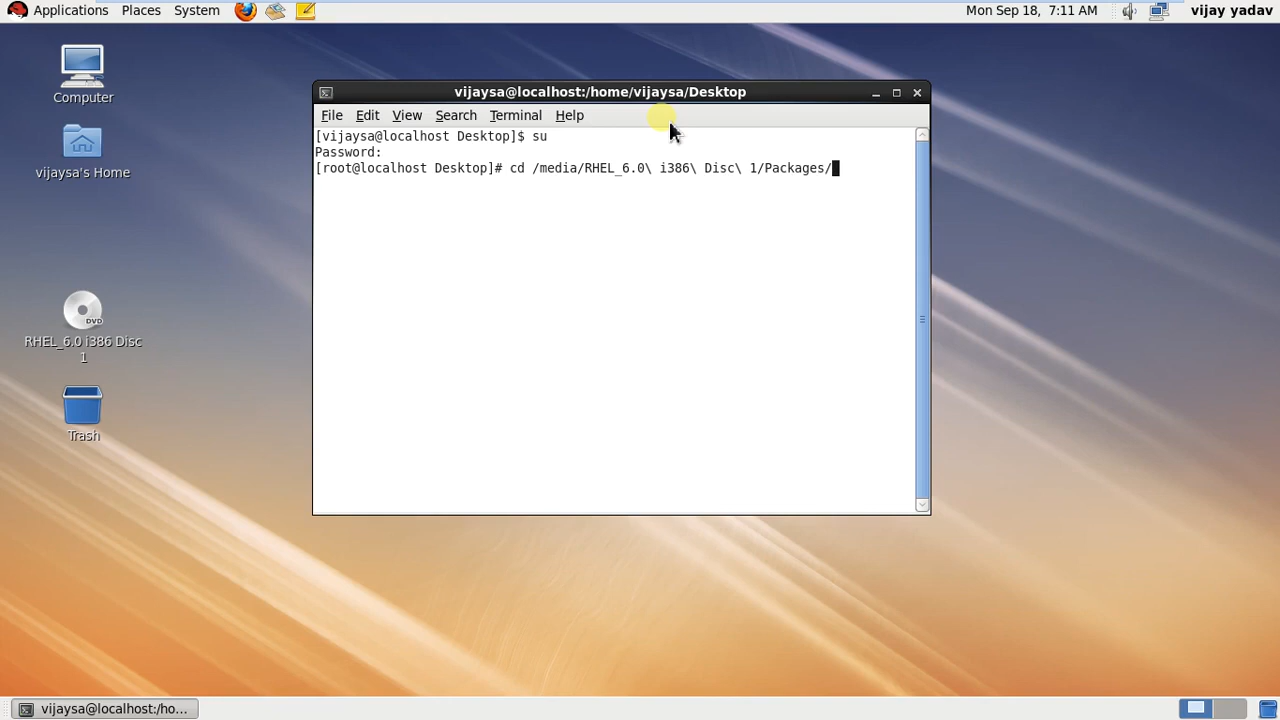 Applications Places System Mon Sep 18, 7:11 AM vijay yadav
Computer
vijaysa's Home
RHEL_6.0 i386 Disc
1
DVD
Trash
vijaysa@localhost:/home/vijaysa/Desktop
File Edit View Search Terminal Help
[vijaysa@localhost Desktop]$ su
Password:
[root@localhost Desktop]# cd /media/RHEL_6.0\ i386\ Disc\ 1/Packages/
vijaysa@localhost:/ho...